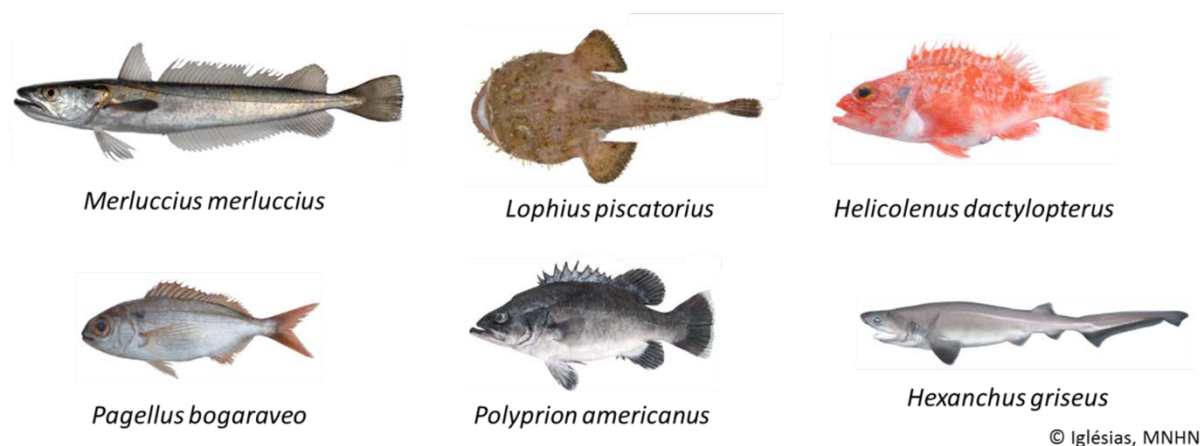 Merluccius merluccius
Lophius piscatorius
Helicolenus dactylopterus
Pagellus bogaraveo
Polyprion americanus
Hexanchus griseus
© Iglésias, MNHN